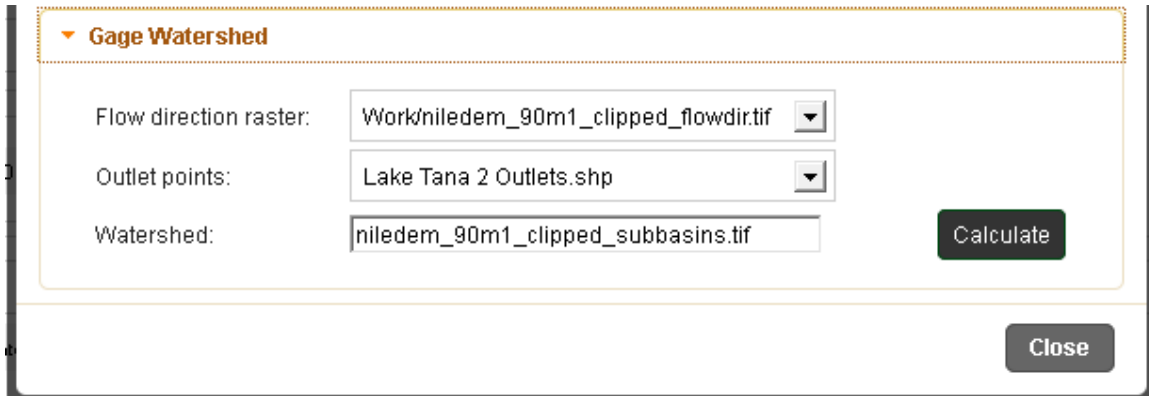 Gage Watershed
Flow direction raster: Work/niledem_90m1_clipped_flowdir.tif
Outlet points: Lake Tana 2 Outlets.shp
Watershed: niledem_90m1_clipped_subbasins.tif Calculate
Close